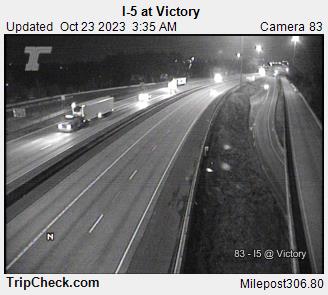 I-5 at Victory
Updated Oct 23 2023 3:35 AM Camera 83
T
N
83 - I5 @ Victory
TripCheck.com Milepost306.80